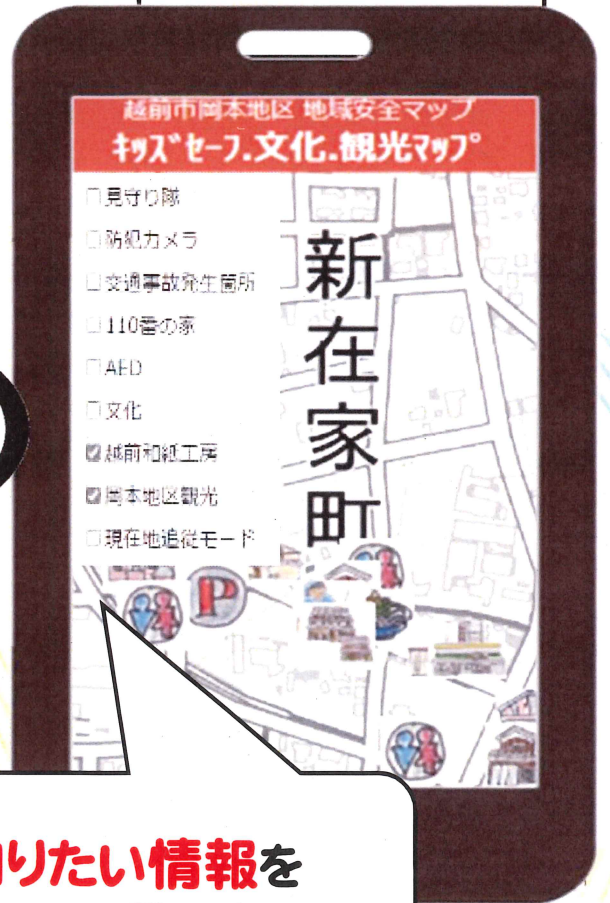 越前市岡本地区 地域安全マップ
キッズセーフ.文化.観光マップ
見守り隊
防犯カメラ
交通事故発生箇所
110番の家
AED
文化
越前和紙工房
岡本地区観光
現在地追従モード
新在家町
P
りたい情報を